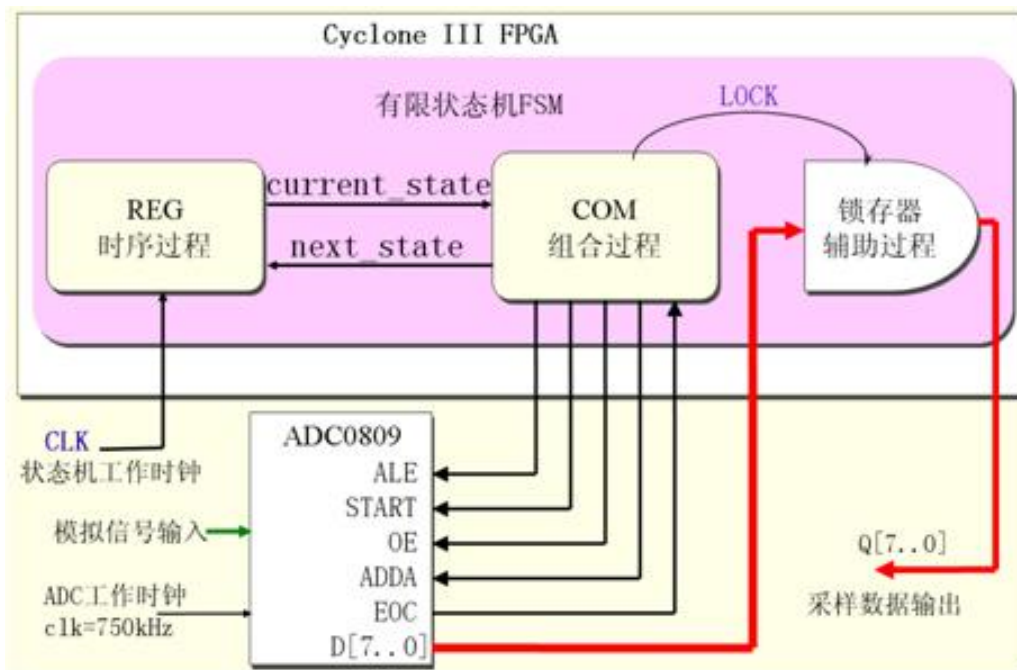 Cyclone III FPGA
有限状态机FSM
LOCK
REG
时序过程
current_state
next_state
COM
组合过程
锁存器
辅助过程
CLK
状态机工作时钟
模拟信号输入
ADC工作时钟
clk=750kHz
ADC0809
ALE
START
OE
ADDA
EOC
D[7..0]
Q[7..0]
采样数据输出